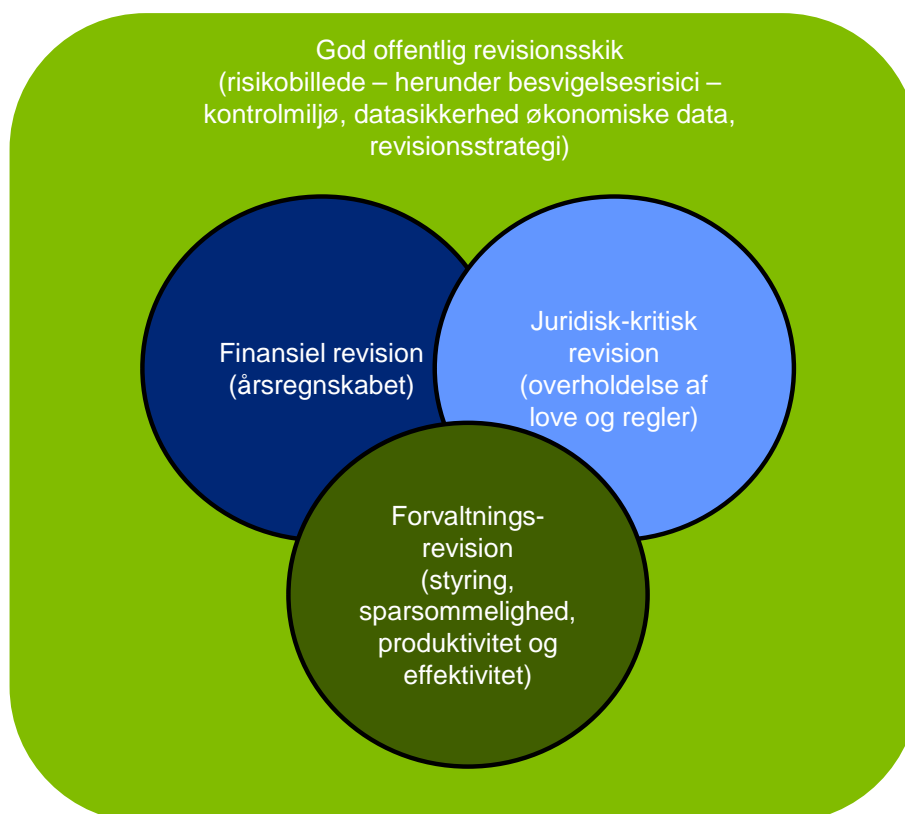 God offentlig revisionsskik
(risikobillede – herunder besvigelsesrisici –
kontrolmiljø, datasikkerhed økonomiske data,
revisionsstrategi)
Finansiel revision
(årsregnskabet)
Juridisk-kritisk
revision
(overholdelse af
love og regler)
Forvaltnings-
revision
(styring,
sparsommelighed,
produktivitet og
effektivitet)